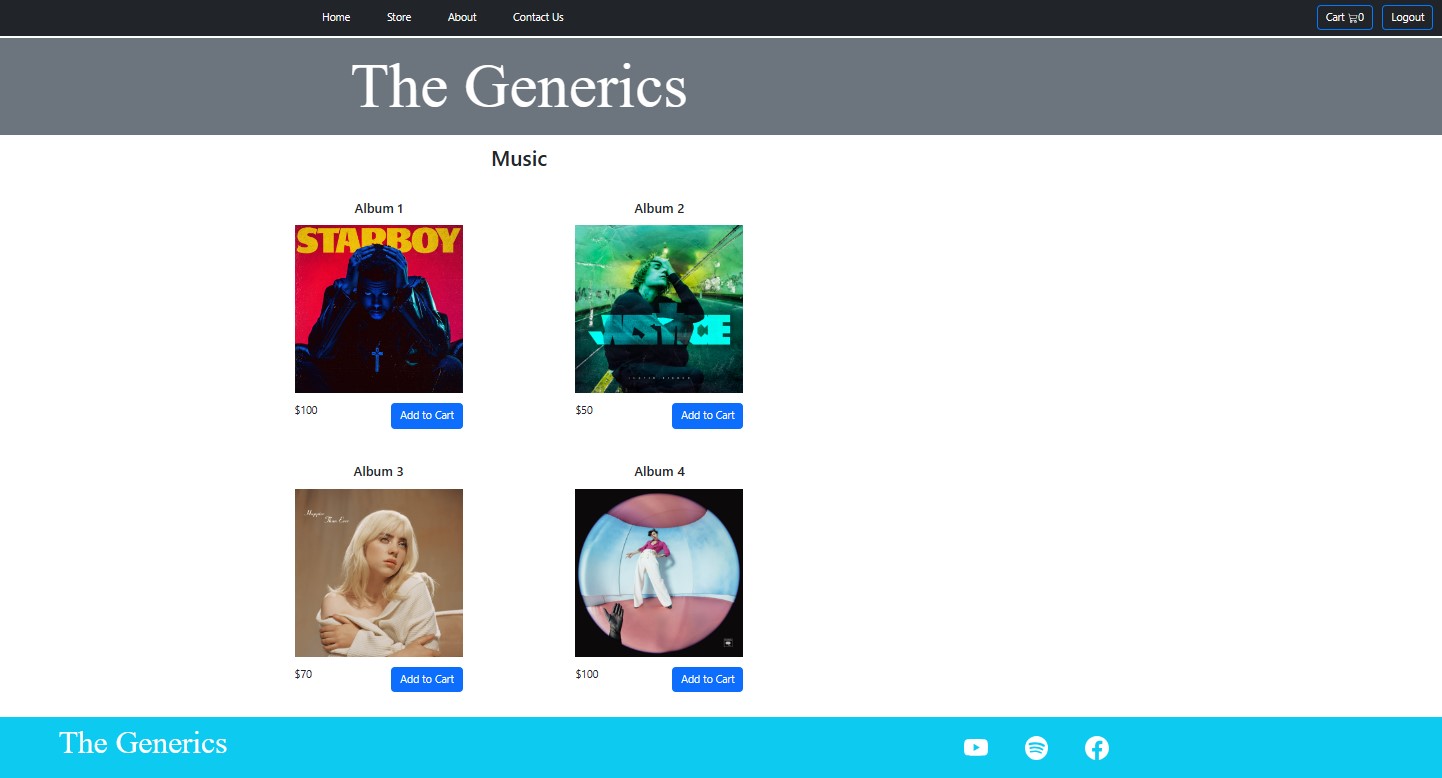 Home Store About Contact Us Cart 0 Logout
The Generics
Music
Album 1 Album 2
STARBOY
JUSTICE
JUSTIN BIEBER
$100 Add to Cart $50 Add to Cart
Album 3 Album 4
Happier
Than Ever
$70 Add to Cart $100 Add to Cart
The Generics